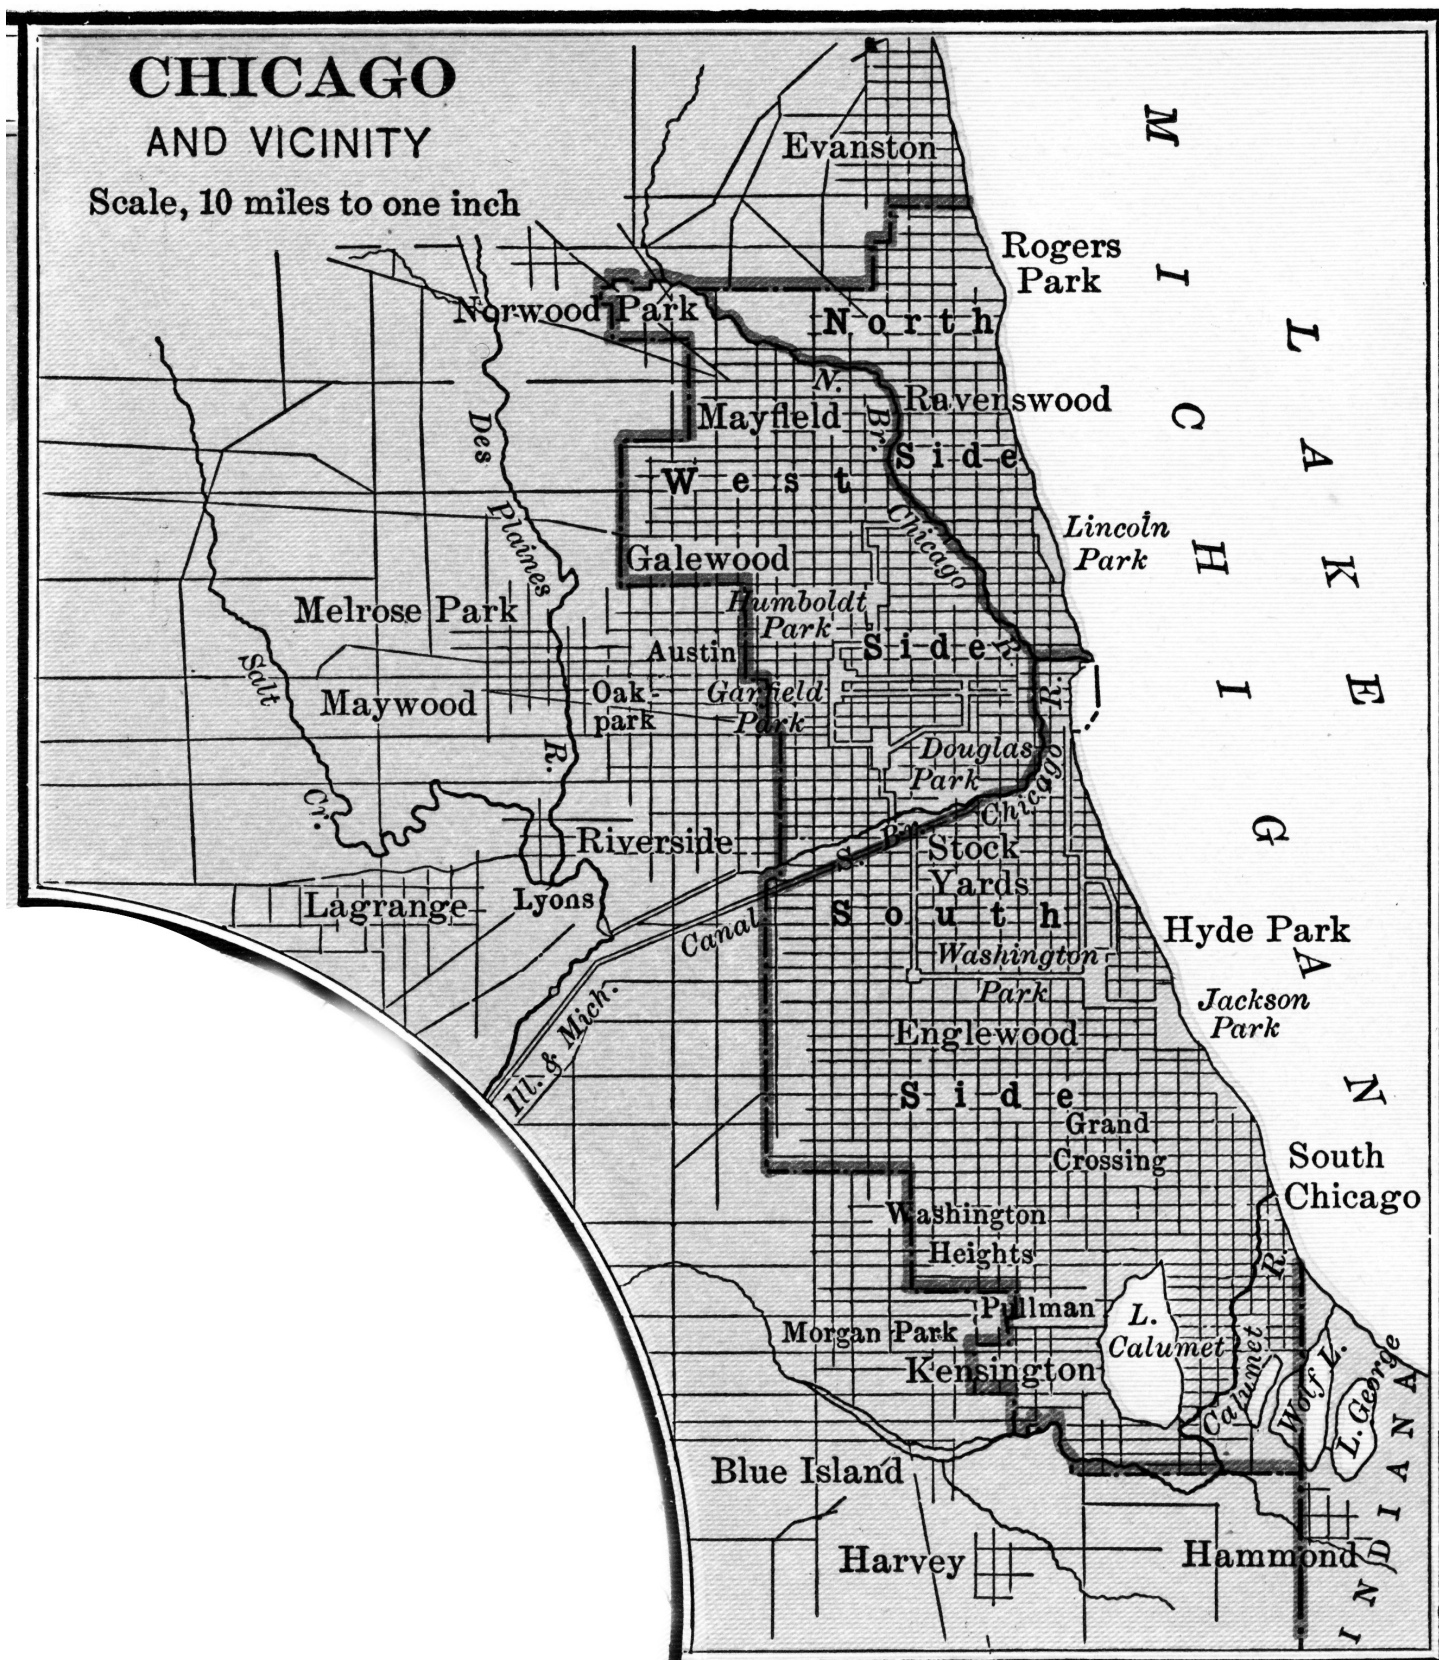 CHICAGO
AND VICINITY
Scale, 10 miles to one inch
Evanston
Rogers
Park
Norwood Park
North
N. Br. Chicago R.
Ravenswood
Mayfield
Side
West
Des Plaines R.
Lincoln
Park
Galewood
Humboldt
Park
Melrose Park
Austin
Side
Salt Cr.
Maywood
Oak-
park
Garfield
Park
R.
Douglas
Park
Chicago
S. Br.
Riverside
Stock
Yards
Lagrange
Lyons
South
Canal
Hyde Park
Washington
Park
Jackson
Park
Ill. & Mich.
Englewood
Side
Grand
Crossing
South
Chicago
Washington
Heights
Pullman
Morgan Park
L.
Calumet
Kensington
Calumet R.
Wolf L.
L. George
Blue Island
Harvey
Hammond
INDIANA
LAKE
MICHIGAN